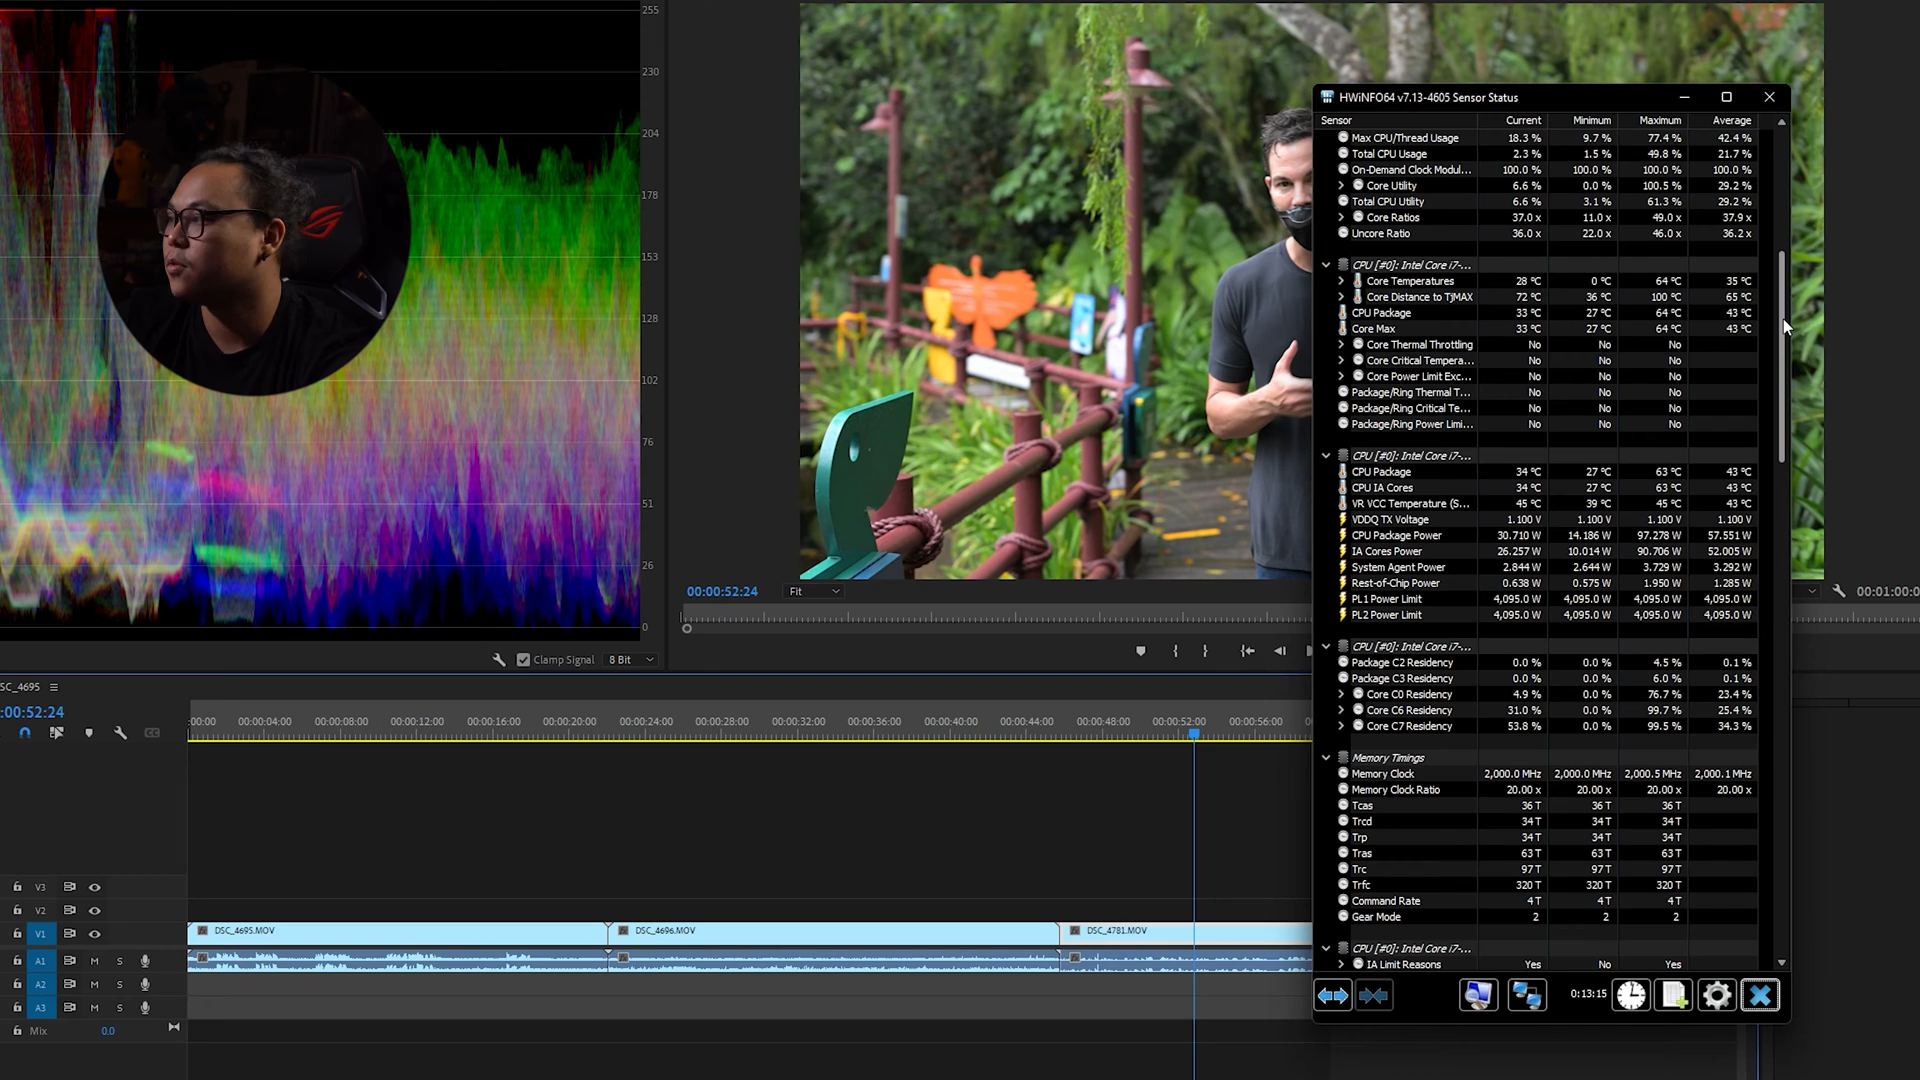 255
230
204
178
153
128
102
76
51
26
0
Clamp Signal 8 Bit
00:00:52:24 Fit
00:01:00:0
HWiNFO64 v7.13-4605 Sensor Status
Sensor Current Minimum Maximum Average
Max CPU/Thread Usage 18.3 % 9.7 % 77.4 % 42.4 %
Total CPU Usage 2.3 % 1.5 % 49.8 % 21.7 %
On-Demand Clock Modul... 100.0 % 100.0 % 100.0 % 100.0 %
Core Utility 6.6 % 0.0 % 100.5 % 29.2 %
Total CPU Utility 6.6 % 3.1 % 61.3 % 29.2 %
Core Ratios 37.0 x 11.0 x 49.0 x 37.9 x
Uncore Ratio 36.0 x 22.0 x 46.0 x 36.2 x
CPU [#0]: Intel Core i7-...
Core Temperatures 28 °C 0 °C 64 °C 35 °C
Core Distance to TjMAX 72 °C 36 °C 100 °C 65 °C
CPU Package 33 °C 27 °C 64 °C 43 °C
Core Max 33 °C 27 °C 64 °C 43 °C
Core Thermal Throttling No No No
Core Critical Tempera... No No No
Core Power Limit Exc... No No No
Package/Ring Thermal T... No No No
Package/Ring Critical Te... No No No
Package/Ring Power Limi... No No No
CPU [#0]: Intel Core i7-...
CPU Package 34 °C 27 °C 63 °C 43 °C
CPU IA Cores 34 °C 27 °C 63 °C 43 °C
VR VCC Temperature (S... 45 °C 39 °C 45 °C 43 °C
VDDQ TX Voltage 1.100 V 1.100 V 1.100 V 1.100 V
CPU Package Power 30.710 W 14.186 W 97.278 W 57.551 W
IA Cores Power 26.257 W 10.014 W 90.706 W 52.005 W
System Agent Power 2.844 W 2.644 W 3.729 W 3.292 W
Rest-of-Chip Power 0.638 W 0.575 W 1.950 W 1.285 W
PL1 Power Limit 4,095.0 W 4,095.0 W 4,095.0 W 4,095.0 W
PL2 Power Limit 4,095.0 W 4,095.0 W 4,095.0 W 4,095.0 W
CPU [#0]: Intel Core i7-...
Package C2 Residency 0.0 % 0.0 % 4.5 % 0.1 %
Package C3 Residency 0.0 % 0.0 % 6.0 % 0.1 %
Core C0 Residency 4.9 % 0.0 % 76.7 % 23.4 %
Core C6 Residency 31.0 % 0.0 % 99.7 % 25.4 %
Core C7 Residency 53.8 % 0.0 % 99.5 % 34.3 %
Memory Timings
Memory Clock 2,000.0 MHz 2,000.0 MHz 2,000.5 MHz 2,000.1 MHz
Memory Clock Ratio 20.00 x 20.00 x 20.00 x 20.00 x
Tcas 36 T 36 T 36 T
Trcd 34 T 34 T 34 T
Trp 34 T 34 T 34 T
Tras 63 T 63 T 63 T
Trc 97 T 97 T 97 T
Trfc 320 T 320 T 320 T
Command Rate 4 T 4 T 4 T
Gear Mode 2 2 2
CPU [#0]: Intel Core i7-...
IA Limit Reasons Yes No Yes
0:13:15
SC_4695
:00:52:24
:00:00 00:00:04:00 00:00:08:00 00:00:12:00 00:00:16:00 00:00:20:00 00:00:24:00 00:00:28:00 00:00:32:00 00:00:36:00 00:00:40:00 00:00:44:00 00:00:48:00 00:00:52:00 00:00:56:00
V3
V2
V1 DSC_4695.MOV DSC_4696.MOV DSC_4781.MOV
A1 M S
A2 M S
A3 M S
Mix 0.0